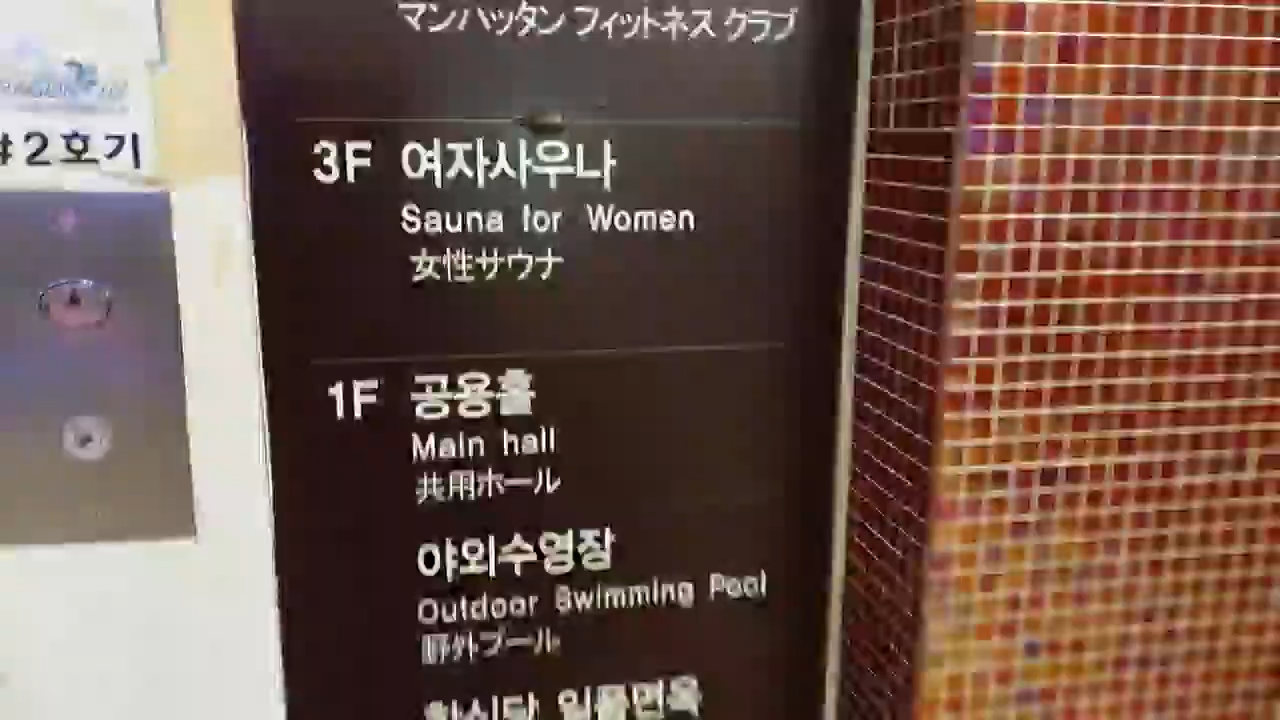 マンハッタン フィットネス クラブ
#2호기
3F 여자사우나
Sauna for Women
女性サウナ
1F 공용홀
Main hall
共用ホール
야외수영장
Outdoor Swimming Pool
野外プール